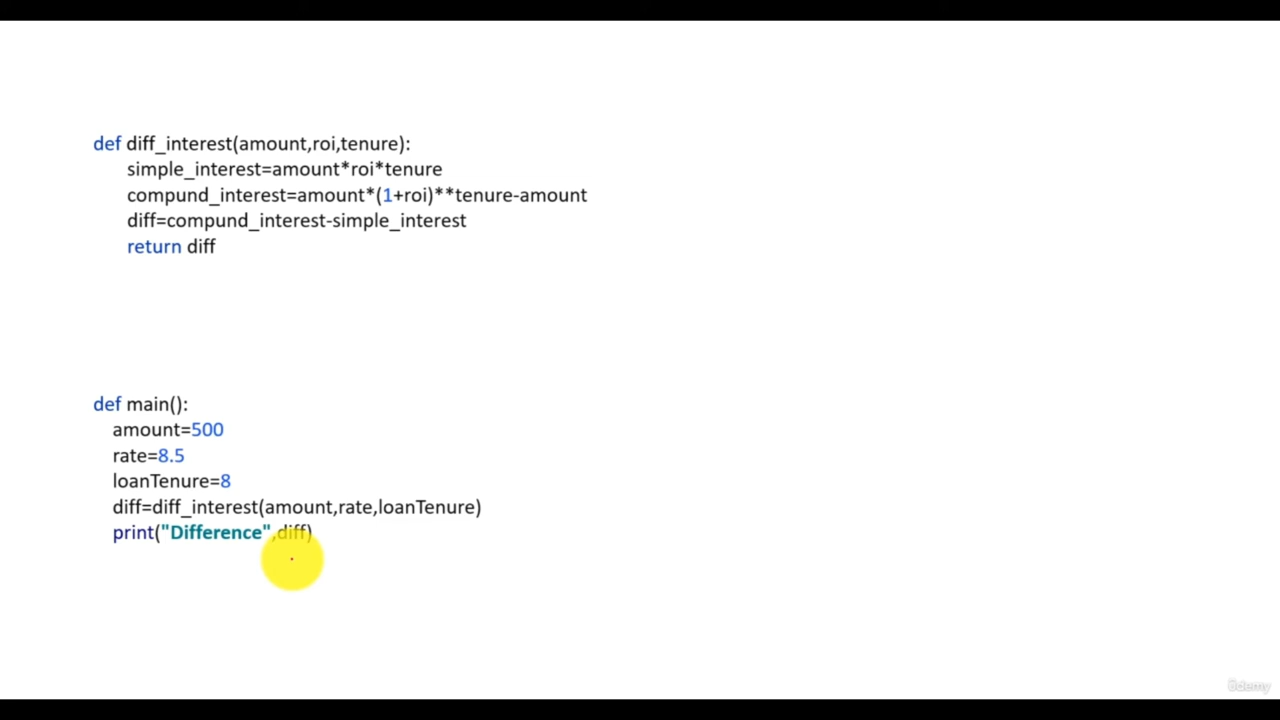 def diff_interest(amount,roi,tenure):
simple_interest=amount*roi*tenure
compund_interest=amount*(1+roi)**tenure-amount
diff=compund_interest-simple_interest
return diff
def main():
amount=500
rate=8.5
loanTenure=8
diff=diff_interest(amount,rate,loanTenure)
print("Difference",diff)
ûdemy